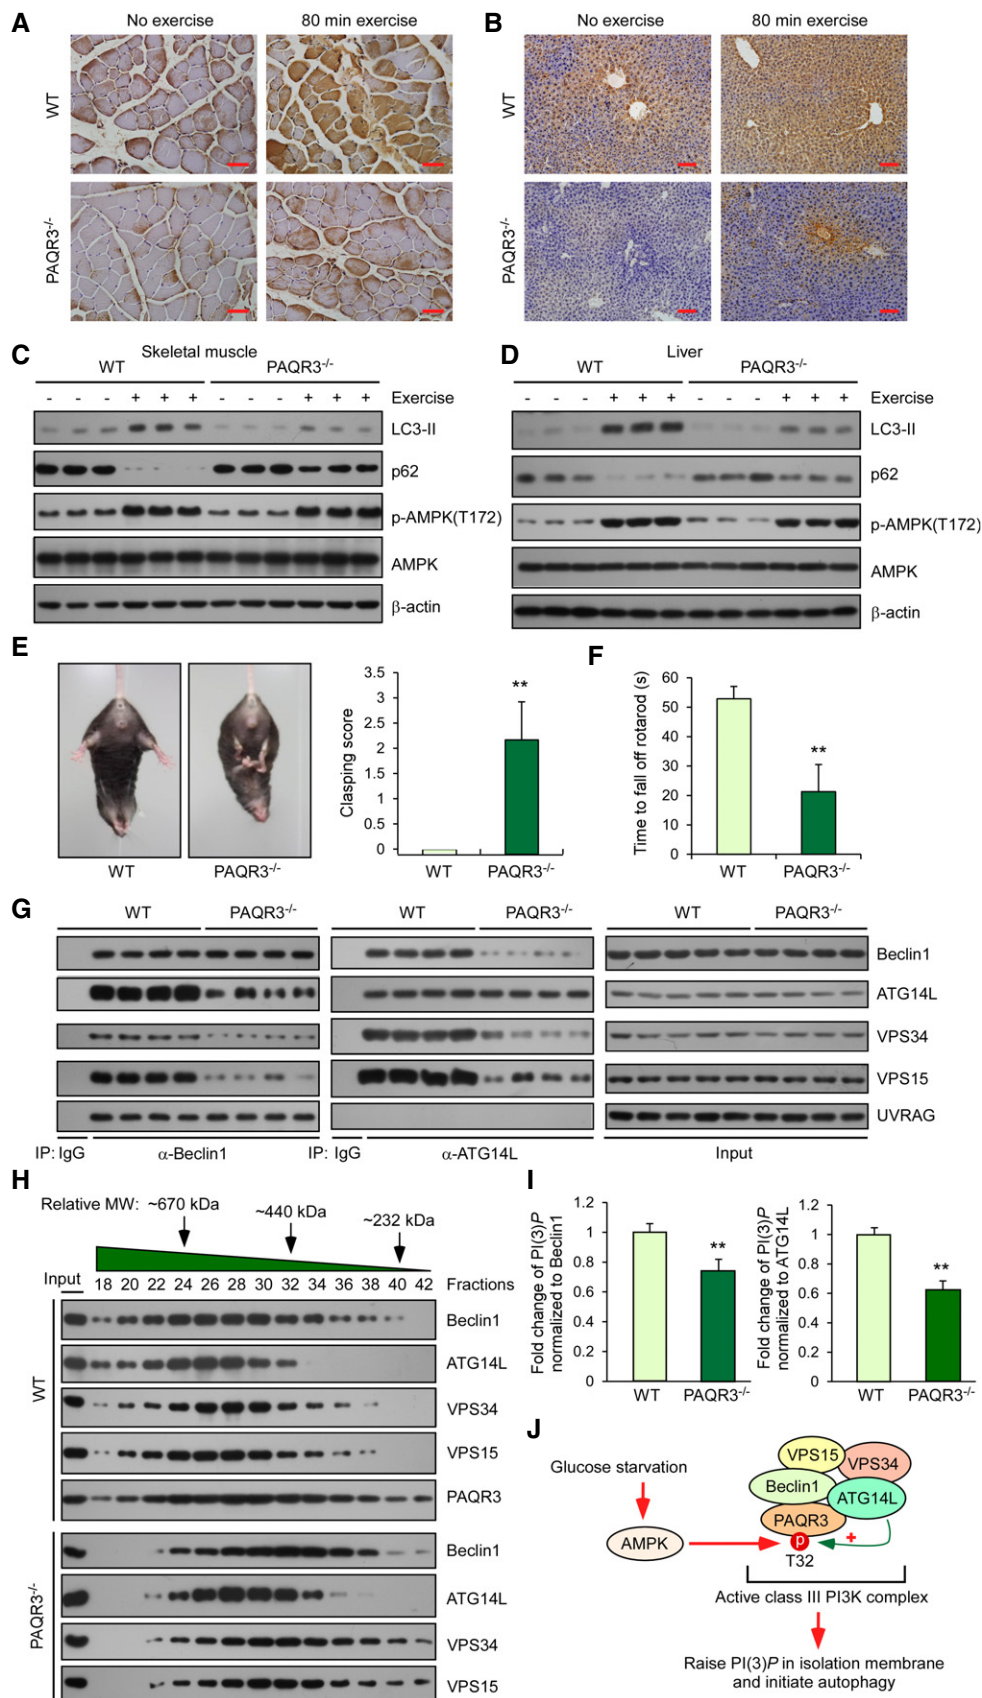 A
No exercise 80 min exercise
WT
PAQR3-/-
B
No exercise 80 min exercise
WT
PAQR3-/-
C
Skeletal muscle
WT PAQR3-/-
- - - + + + - - - + + + Exercise
LC3-II
p62
p-AMPK(T172)
AMPK
β-actin
D
Liver
WT PAQR3-/-
- - - + + + - - - + + + Exercise
LC3-II
p62
p-AMPK(T172)
AMPK
β-actin
E
WT PAQR3-/-
Clasping score
3.5
3
2.5
2
1.5
1
0.5
0
**
WT PAQR3-/-
F
Time to fall off rotarod (s)
60
50
40
30
20
10
0
**
WT PAQR3-/-
G
WT PAQR3-/- WT PAQR3-/- WT PAQR3-/-
Beclin1
ATG14L
VPS34
VPS15
UVRAG
IP: IgG α-Beclin1 IP: IgG α-ATG14L Input
H
Relative MW: ~670 kDa ~440 kDa ~232 kDa
Input 18 20 22 24 26 28 30 32 34 36 38 40 42 Fractions
WT
Beclin1
ATG14L
VPS34
VPS15
PAQR3
PAQR3-/-
Beclin1
ATG14L
VPS34
VPS15
I
Fold change of PI(3)P
normalized to Beclin1
1.2
1
0.8
0.6
0.4
0.2
0
**
WT PAQR3-/-
Fold change of PI(3)P
normalized to ATG14L
1.2
1
0.8
0.6
0.4
0.2
0
**
WT PAQR3-/-
J
Glucose starvation
AMPK
VPS15
VPS34
Beclin1
ATG14L
PAQR3
p
+
T32
Active class III PI3K complex
Raise PI(3)P in isolation membrane
and initiate autophagy